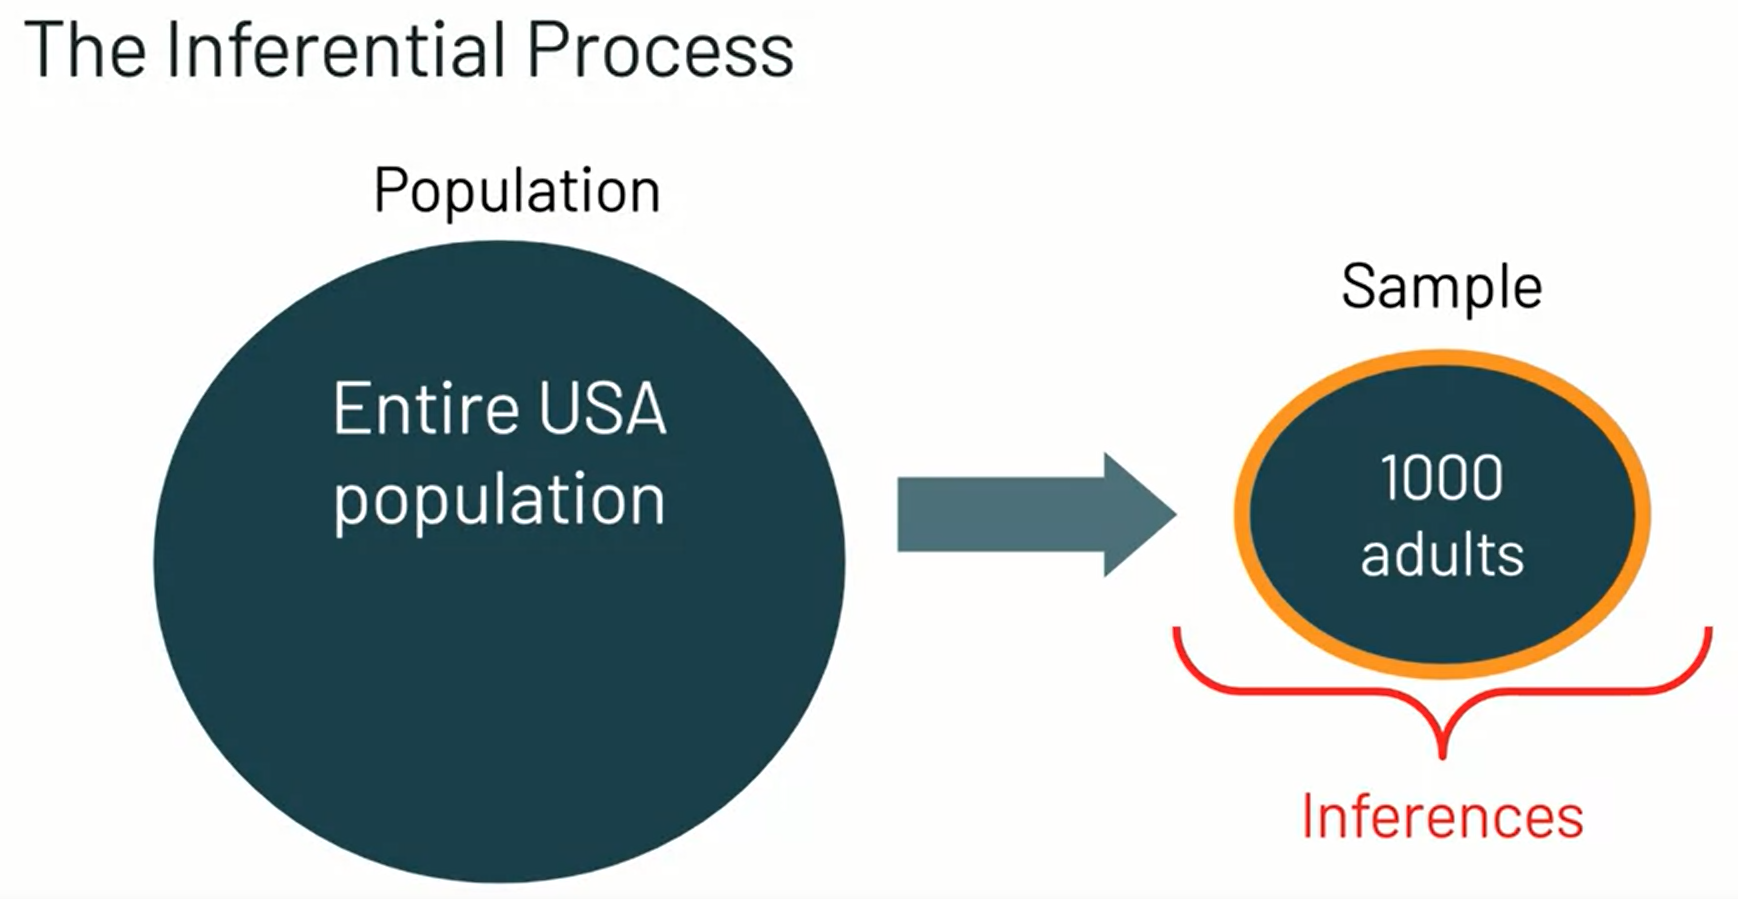 The Inferential Process
Population
Entire USA
population
Sample
1000
adults
Inferences